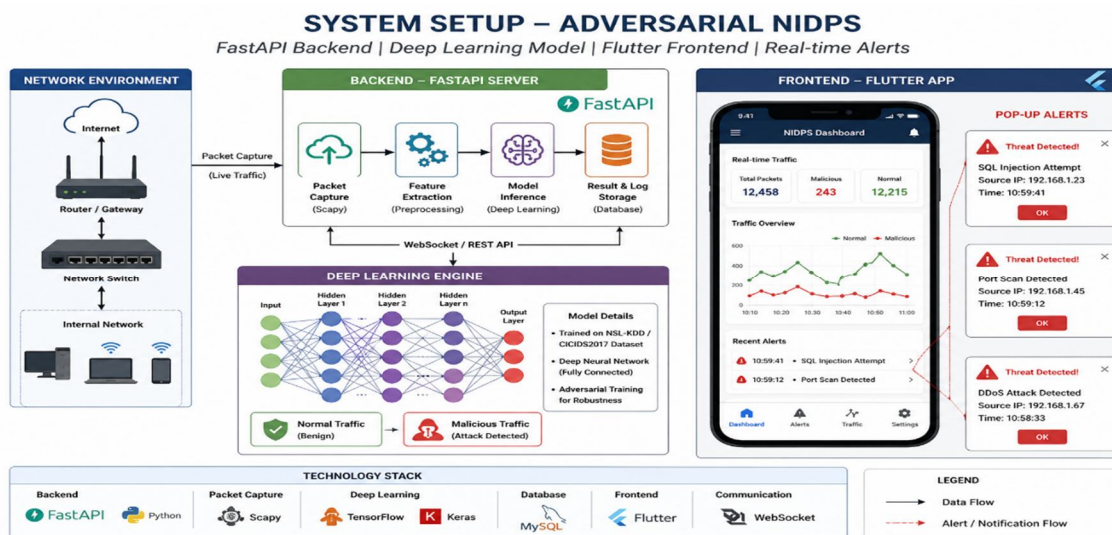 SYSTEM SETUP – ADVERSARIAL NIDPS
FastAPI Backend | Deep Learning Model | Flutter Frontend | Real-time Alerts
NETWORK ENVIRONMENT
Internet
Router / Gateway
Network Switch
Internal Network
Packet Capture
(Live Traffic)
BACKEND – FASTAPI SERVER
FastAPI
Packet
Capture
(Scapy)
Feature
Extraction
(Preprocessing)
Model
Inference
(Deep Learning)
Result & Log
Storage
(Database)
WebSocket / REST API
DEEP LEARNING ENGINE
Input
Hidden
Layer 1
Hidden
Layer 2
Hidden
Layer n
Output
Layer
Model Details
• Trained on NSL-KDD /
CICIDS2017 Dataset
• Deep Neural Network
(Fully Connected)
• Adversarial Training
for Robustness
Normal Traffic
(Benign)
Malicious Traffic
(Attack Detected)
FRONTEND – FLUTTER APP
9:41
NIDPS Dashboard
Real-time Traffic
Total Packets
12,458
Malicious
243
Normal
12,215
Traffic Overview
Normal
Malicious
600
400
200
0
10:10 10:20 10:30 10:40 10:50 11:00
Recent Alerts
10:59:41 • SQL Injection Attempt
10:59:12 • Port Scan Detected
Dashboard
Alerts
Traffic
Settings
POP-UP ALERTS
Threat Detected!
SQL Injection Attempt
Source IP: 192.168.1.23
Time: 10:59:41
OK
Threat Detected!
Port Scan Detected
Source IP: 192.168.1.45
Time: 10:59:12
OK
Threat Detected!
DDoS Attack Detected
Source IP: 192.168.1.67
Time: 10:58:33
OK
TECHNOLOGY STACK
Backend
FastAPI
Python
Packet Capture
Scapy
Deep Learning
TensorFlow
K Keras
Database
MySQL
Frontend
Flutter
Communication
WebSocket
LEGEND
Data Flow
Alert / Notification Flow